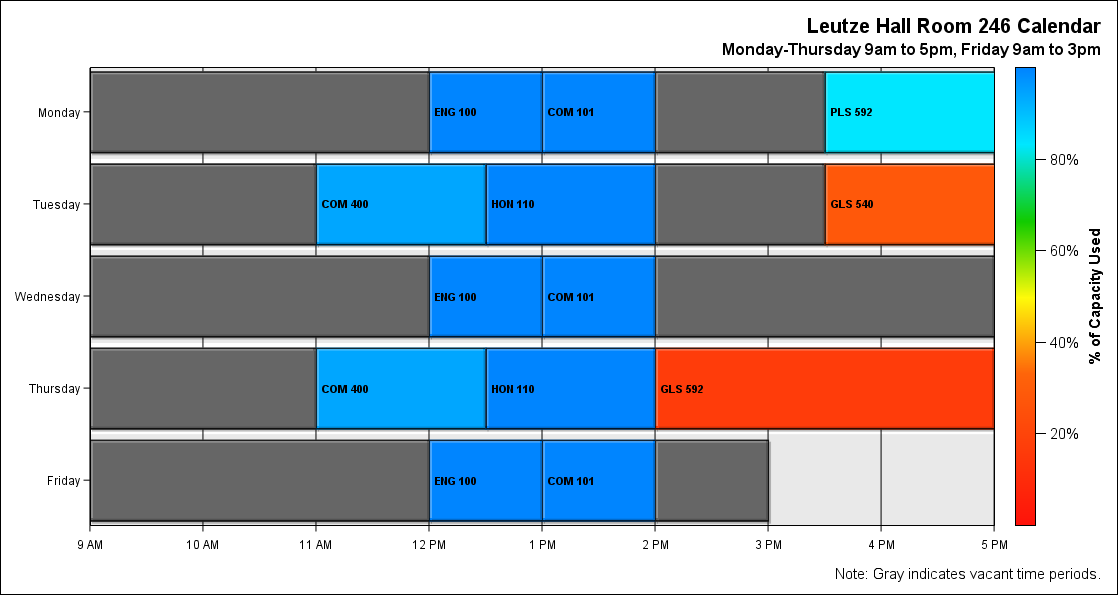 Leutze Hall Room 246 Calendar
Monday-Thursday 9am to 5pm, Friday 9am to 3pm
Monday
ENG 100
COM 101
PLS 592
Tuesday
COM 400
HON 110
GLS 540
Wednesday
ENG 100
COM 101
Thursday
COM 400
HON 110
GLS 592
Friday
ENG 100
COM 101
9 AM
10 AM
11 AM
12 PM
1 PM
2 PM
3 PM
4 PM
5 PM
80%
60%
40%
20%
% of Capacity Used
Note: Gray indicates vacant time periods.